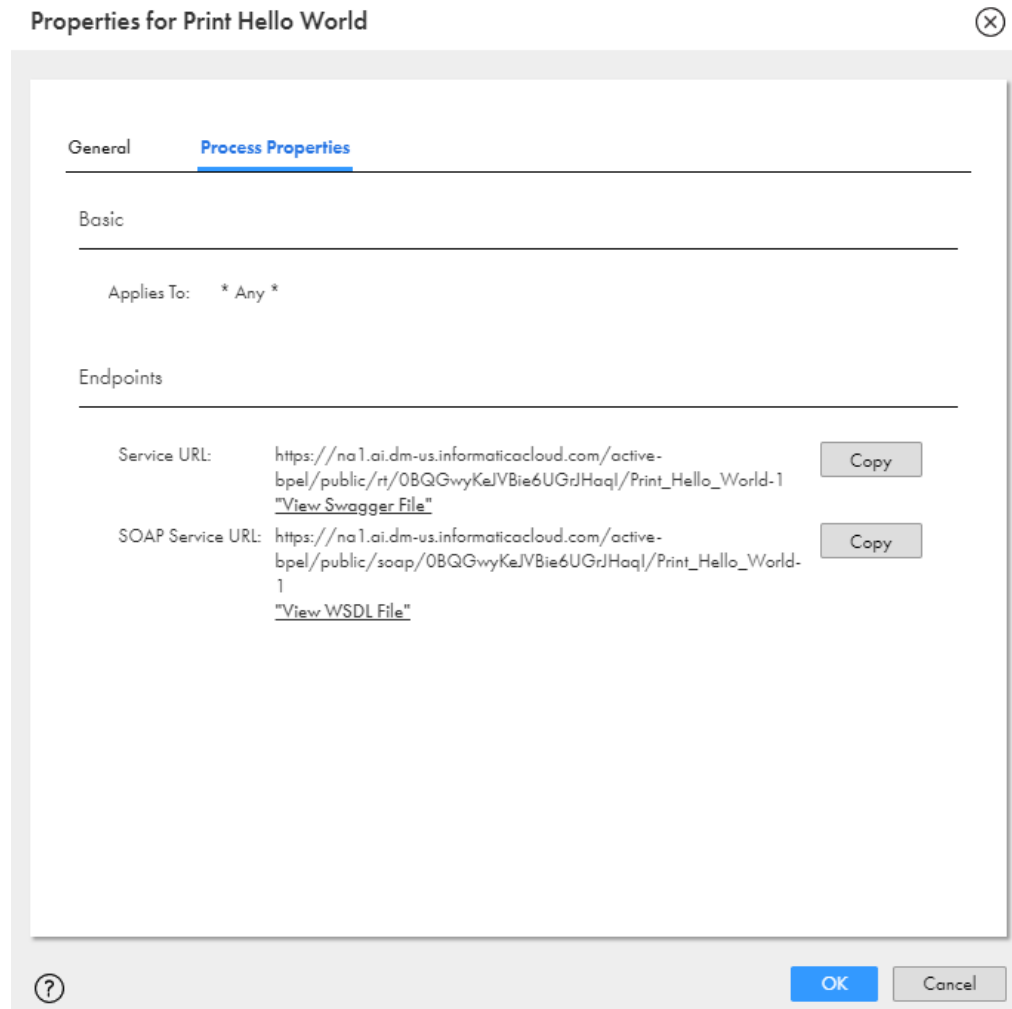 Properties for Print Hello World
General Process Properties
Basic
Applies To: * Any *
Endpoints
Service URL: https://na1.ai.dm-us.informaticacloud.com/active-
bpel/public/rt/0BQGwyKeJVBie6UGrJHaqI/Print_Hello_World-1
Copy
"View Swagger File"
SOAP Service URL: https://na1.ai.dm-us.informaticacloud.com/active-
bpel/public/soap/0BQGwyKeJVBie6UGrJHaqI/Print_Hello_World-
1
Copy
"View WSDL File"
?
OK Cancel